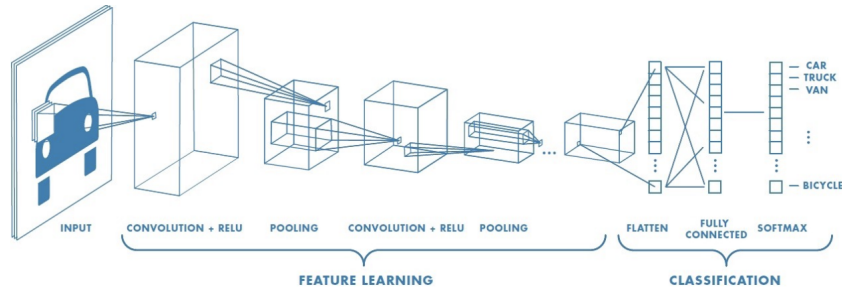 CAR
TRUCK
VAN
BICYCLE
INPUT
CONVOLUTION + RELU
POOLING
CONVOLUTION + RELU
POOLING
FLATTEN
FULLY
CONNECTED
SOFTMAX
FEATURE LEARNING
CLASSIFICATION